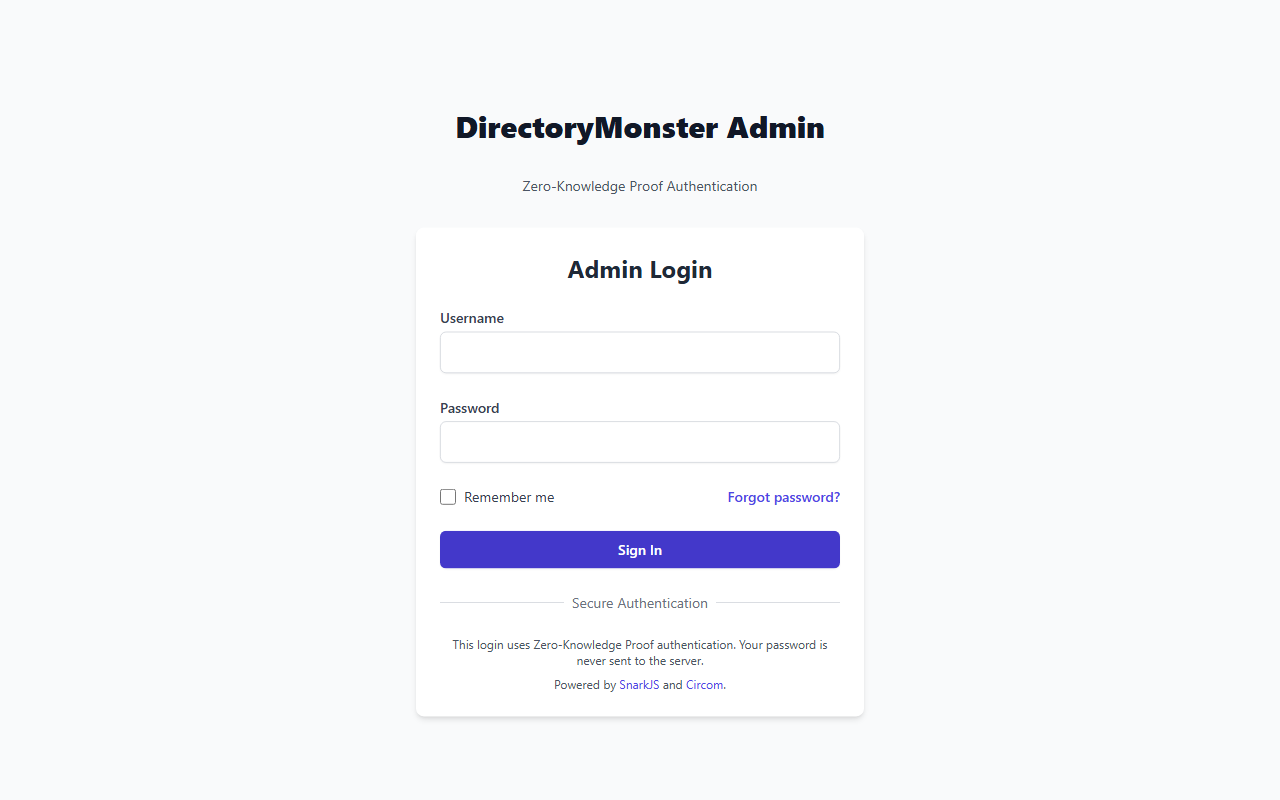 DirectoryMonster Admin
Zero-Knowledge Proof Authentication
Admin Login
Username
Password
Remember me
Forgot password?
Sign In
Secure Authentication
This login uses Zero-Knowledge Proof authentication. Your password is
never sent to the server.
Powered by SnarkJS and Circom.